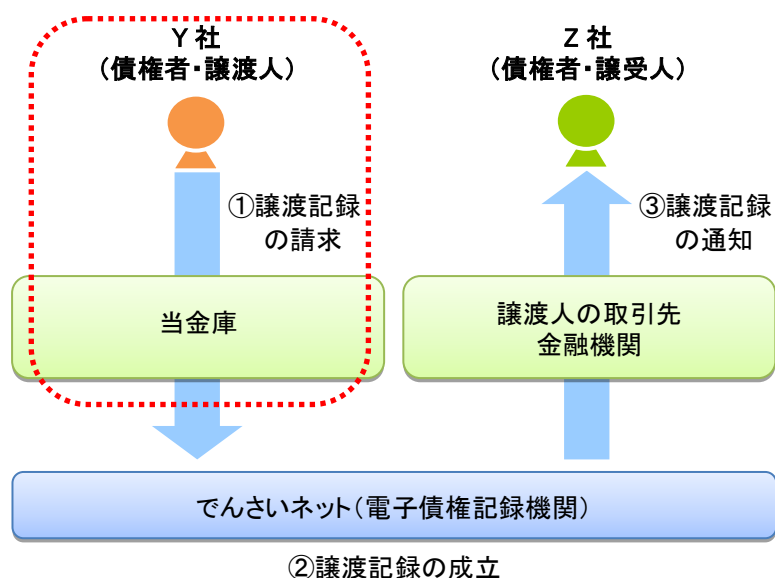 Y 社
（債権者・譲渡人）
Z 社
（債権者・譲受人）
①譲渡記録
の請求
③譲渡記録
の通知
当金庫
譲渡人の取引先
金融機関
でんさいネット（電子債権記録機関）
②譲渡記録の成立